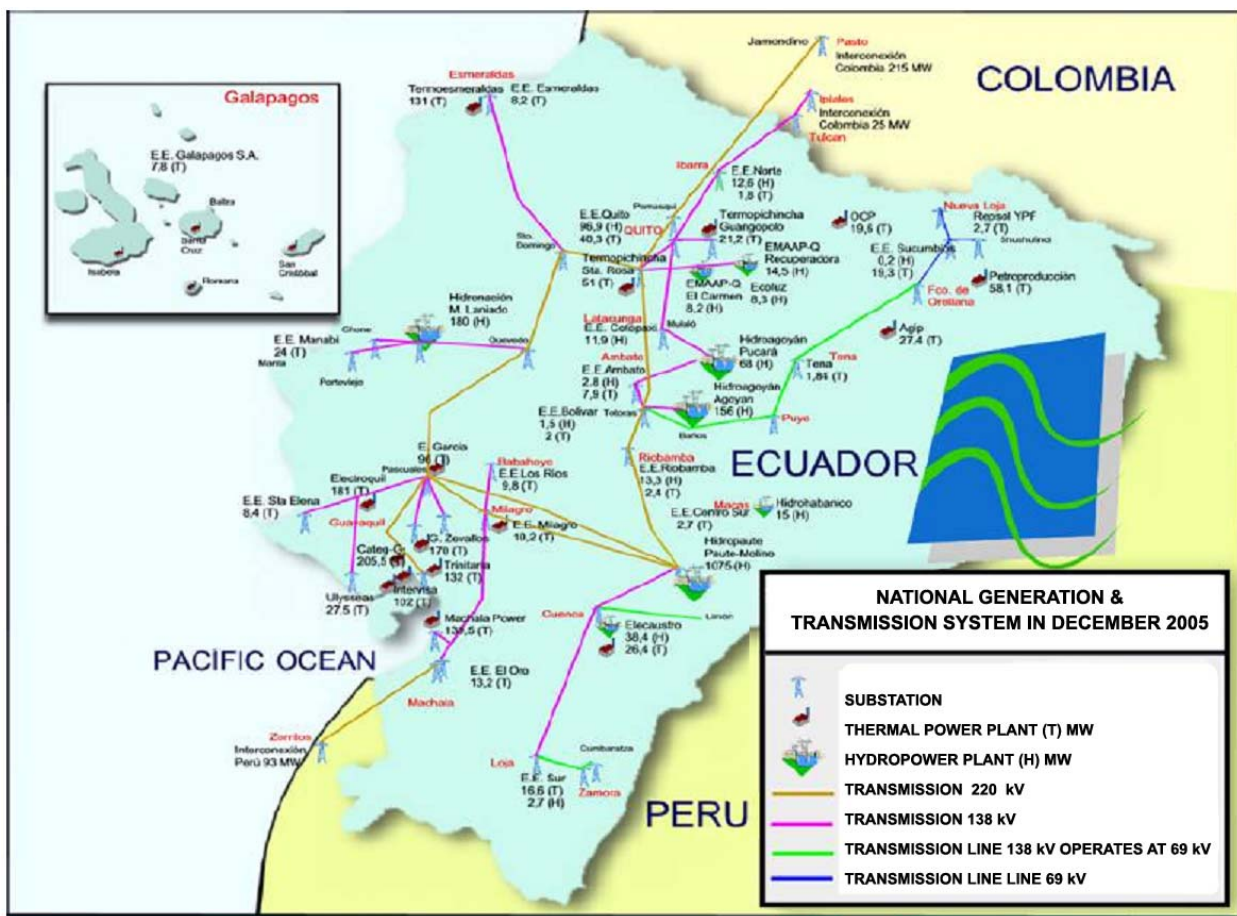 Galapagos
E.E. Galapagos S.A.
7,8 (T)
Baltra
Santa
Cruz
Isabela
San
Cristóbal
Floreana
Esmeraldas
Termoesmeraldas
131 (T)
E.E. Esmeraldas
8,2 (T)
Jamondino
Pasto
Interconexión
Colombia 215 MW
COLOMBIA
Ipiales
Interconexión
Colombia 25 MW
Tulcan
Ibarra
E.E.Norte
12,6 (H)
1,8 (T)
Pomasqui
E.E.Quito
96,9 (H)
40,3 (T)
QUITO
Termopichincha
Guangopolo
21,2 (T)
OCP
19,6 (T)
Nueva Loja
Repsol YPF
2,7 (T)
Shushufindi
E.E. Sucumbios
0,2 (H)
19,3 (T)
Petroproducción
58,1 (T)
Fco. de
Orellana
Sto.
Domingo
Termopichincha
Sta. Rosa
51 (T)
EMAAP-Q
Recuperadora
14,5 (H)
EMAAP-Q
El Carmen
8,2 (H)
Ecoluz
8,3 (H)
Hidronación
M. Laniado
180 (H)
Chone
E.E. Manabi
24 (T)
Manta
Portoviejo
Quevedo
Latacunga
E.E. Cotopaxi
11,9 (H)
Mulaló
Agip
27,4 (T)
Hidroagoyán
Pucará
68 (H)
Ambato
E.E.Ambato
2,8 (H)
7,9 (T)
Tena
Tena
1,84 (T)
Hidroagoyán
Agoyan
156 (H)
E.E.Bolivar
1,5 (H)
2 (T)
Totoras
Baños
Puyo
E. Garcia
96 (T)
Pascuales
Babahoyo
E.E.Los Ríos
9,8 (T)
Riobamba
E.E.Riobamba
13,3 (H)
2,4 (T)
ECUADOR
Electroquil
181 (T)
E.E. Sta Elena
8,4 (T)
Guayaquil
Milagro
E.E. Milagro
10,2 (T)
Macas
E.E.Centro Sur
2,7 (T)
Hidrohabanico
15 (H)
G. Zevallos
178 (T)
Categ-G
205,5 (T)
Trinitaria
132 (T)
Intervisa
102 (T)
Ulysseas
27,5 (T)
Hidropaute
Paute-Molino
1075 (H)
Cuenca
Limón
Elecaustro
38,4 (H)
26,4 (T)
Machala Power
PACIFIC OCEAN
E.E. El Oro
13,2 (T)
Machala
Zorritos
Interconexión
Perú 93 MW
Loja
Cumbaratza
E.E. Sur
16,6 (T)
2,7 (H)
Zamora
PERU
NATIONAL GENERATION &
TRANSMISSION SYSTEM IN DECEMBER 2005
SUBSTATION
THERMAL POWER PLANT (T) MW
HYDROPOWER PLANT (H) MW
TRANSMISSION 220 kV
TRANSMISSION 138 kV
TRANSMISSION LINE 138 kV OPERATES AT 69 kV
TRANSMISSION LINE LINE 69 kV